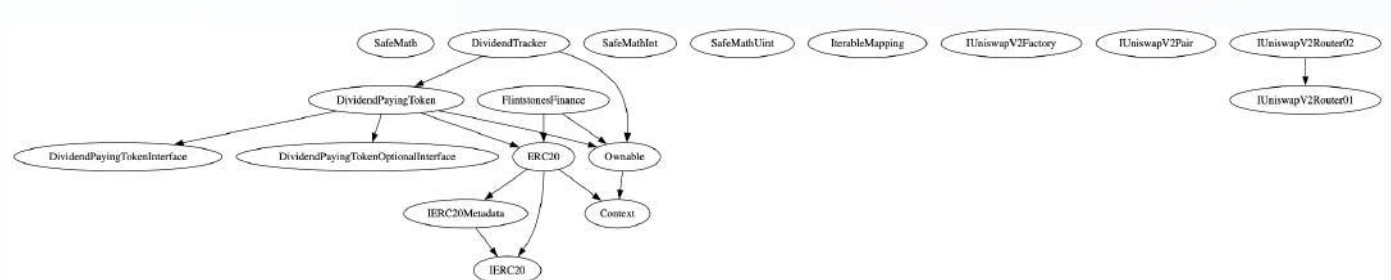 SafeMath DividendTracker SafeMathInt SafeMathUint IterableMapping IUniswapV2Factory IUniswapV2Pair IUniswapV2Router02
DividendPayingToken FlintstonesFinance IUniswapV2Router01
DividendPayingTokenInterface DividendPayingTokenOptionalInterface ERC20 Ownable
IERC20Metadata Context
IERC20